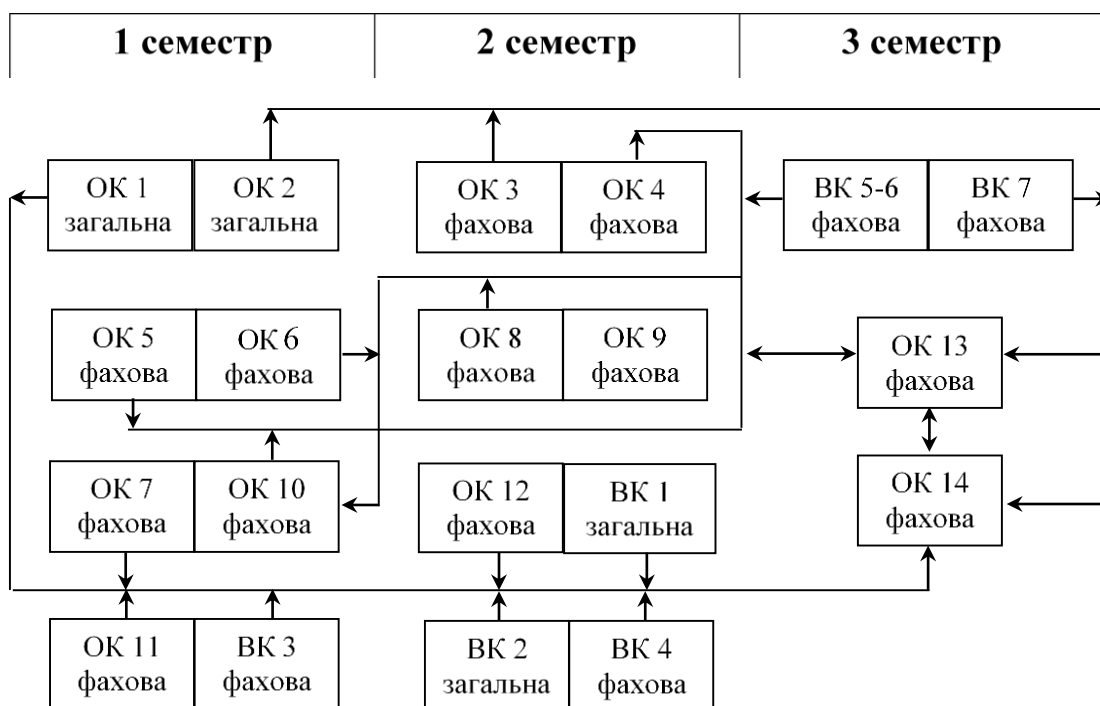 1 семестр
2 семестр
3 семестр
ОК 1
загальна
ОК 2
загальна
ОК 3
фахова
ОК 4
фахова
ВК 5-6
фахова
ВК 7
фахова
ОК 5
фахова
ОК 6
фахова
ОК 8
фахова
ОК 9
фахова
ОК 13
фахова
ОК 7
фахова
ОК 10
фахова
ОК 12
фахова
ВК 1
загальна
ОК 14
фахова
ОК 11
фахова
ВК 3
фахова
ВК 2
загальна
ВК 4
фахова